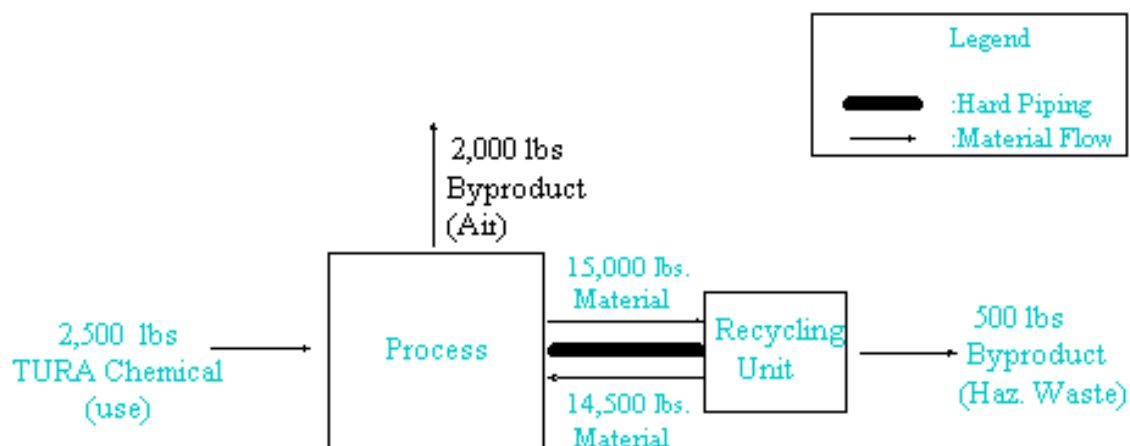 Legend
:Hard Piping
:Material Flow
2,000 lbs
Byproduct
(Air)
15,000 lbs.
Material
2,500 lbs
TURA Chemical
(use)
Process
Recycling
Unit
500 lbs
Byproduct
(Haz. Waste)
14,500 lbs.
Material